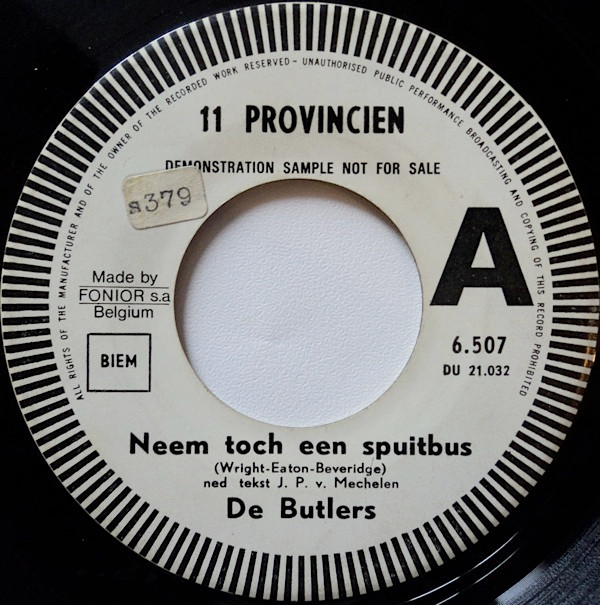 ALL RIGHTS OF THE MANUFACTURER AND OF THE OWNER OF THE RECORDED WORK RESERVED - UNAUTHORISED PUBLIC PERFORMANCE BROADCASTING AND COPYING OF THIS RECORD PROHIBITED
11 PROVINCIEN
DEMONSTRATION SAMPLE NOT FOR SALE
s379
A
Made by
FONIOR s.a
Belgium
BIEM
6.507
DU 21.032
Neem toch een spuitbus
(Wright-Eaton-Beveridge)
ned tekst J. P. v. Mechelen
De Butlers